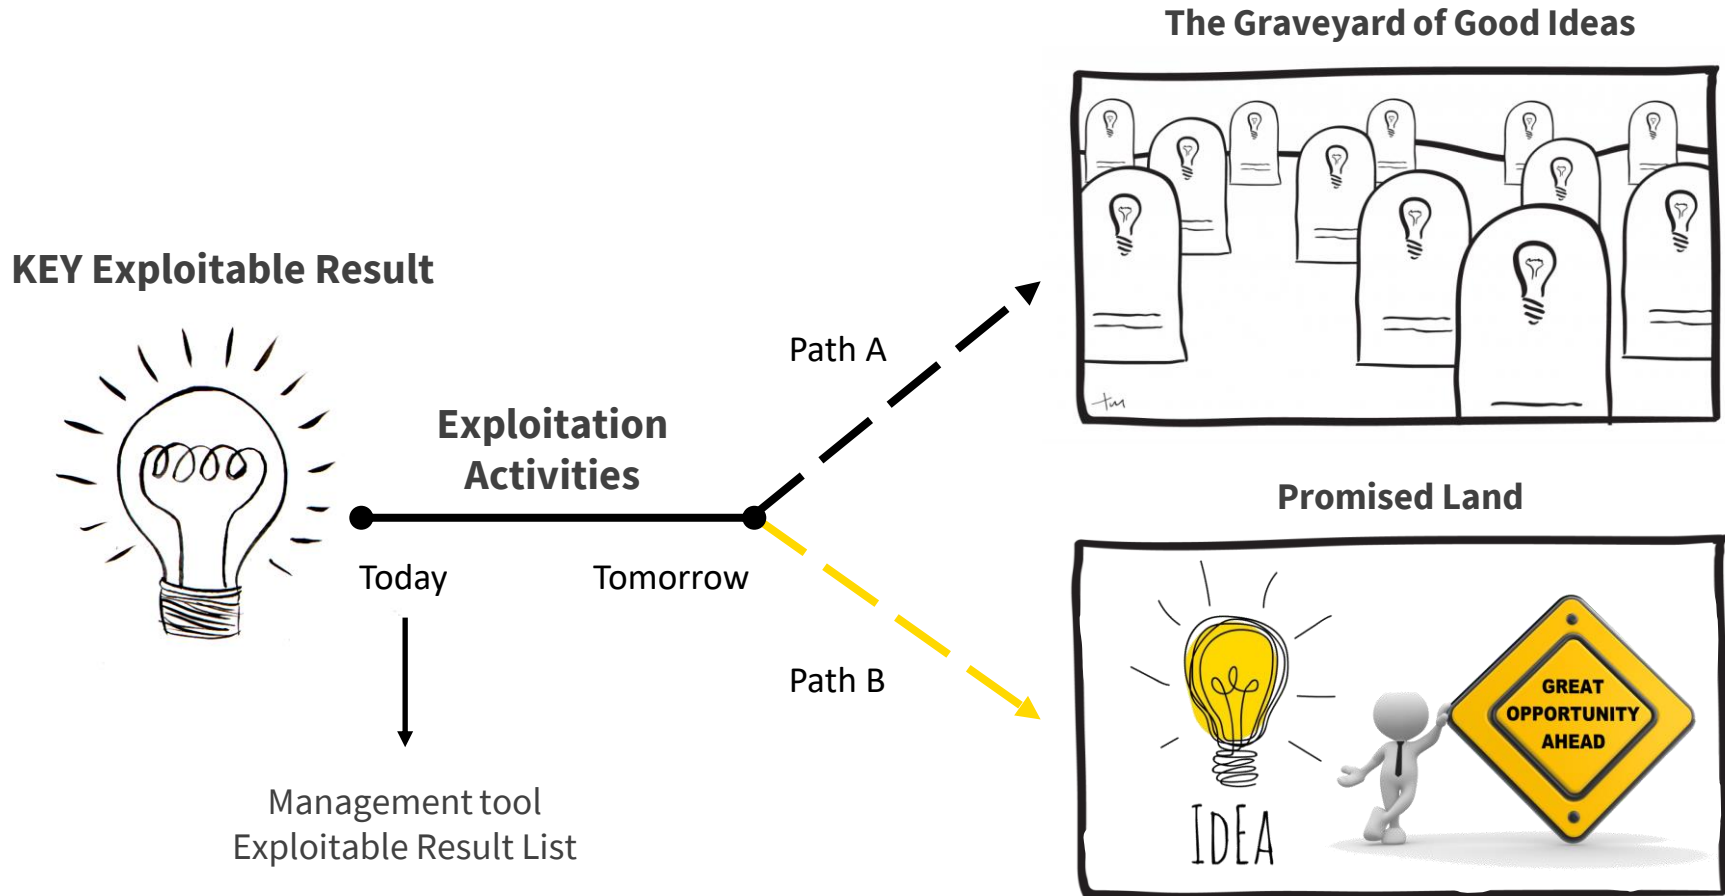 The Graveyard of Good Ideas
KEY Exploitable Result
Path A
Exploitation
Activities
Today
Tomorrow
Path B
Management tool
Exploitable Result List
Promised Land
IDEA
GREAT
OPPORTUNITY
AHEAD